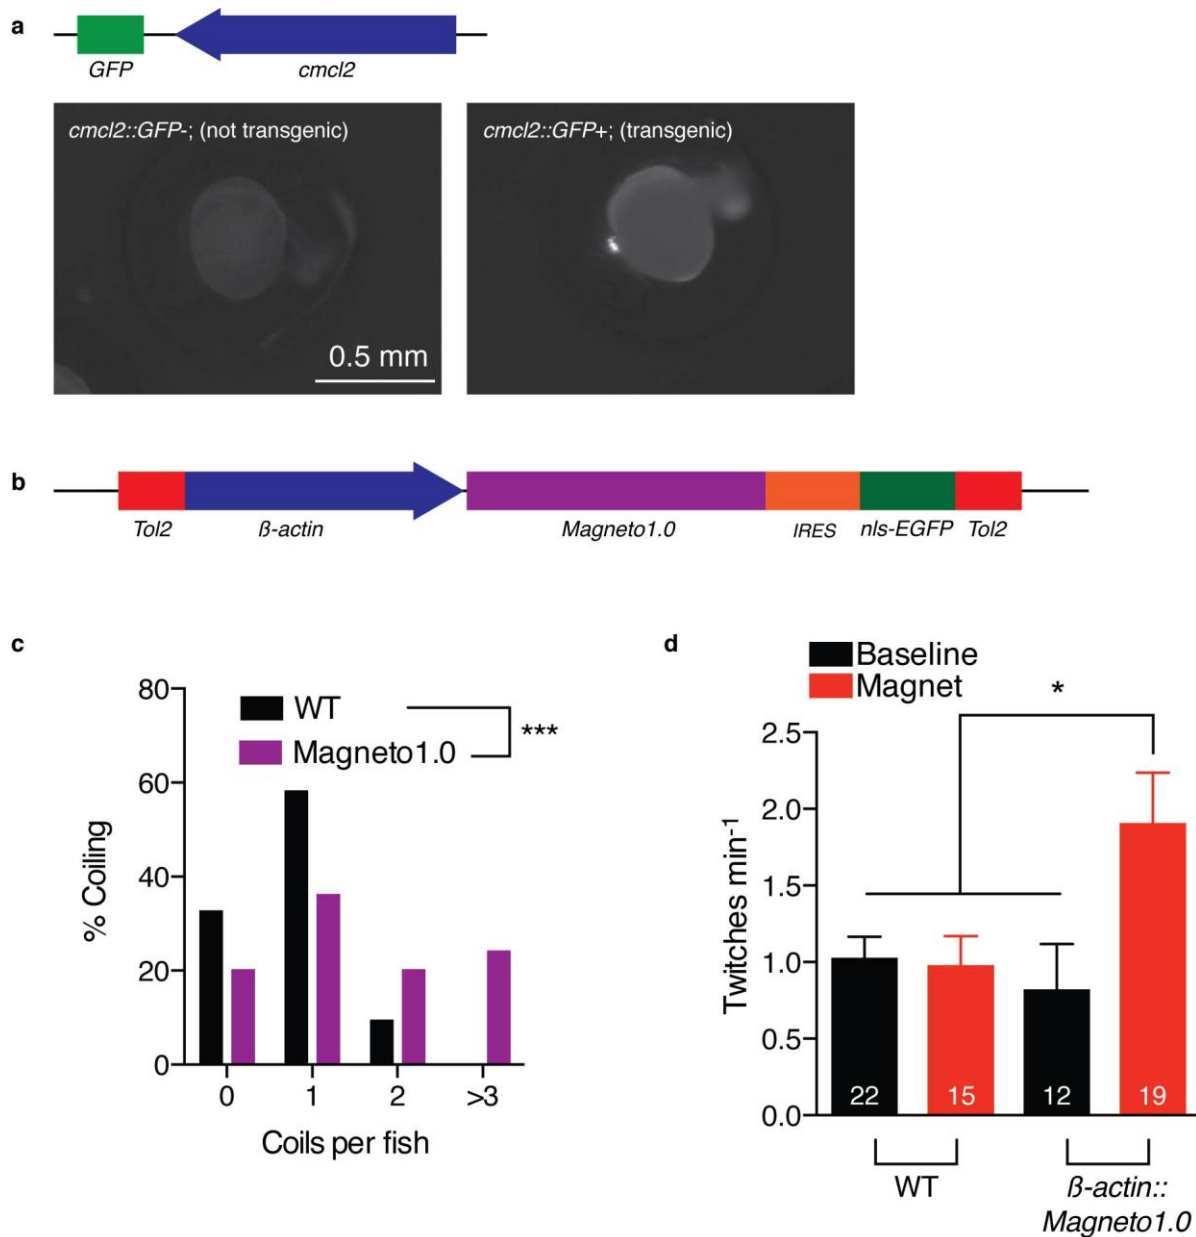 a
GFP
cmcl2
cmcl2::GFP-; (not transgenic)
cmcl2::GFP+; (transgenic)
0.5 mm
b
Tol2
ß-actin
Magneto1.0
IRES
nls-EGFP
Tol2
c
80
60
40
20
0
% Coiling
WT
Magneto1.0
***
0
1
2
>3
Coils per fish
d
Baseline
Magnet
*
2.5
2.0
1.5
1.0
0.5
0.0
Twitches min-1
22
15
12
19
WT
ß-actin::
Magneto1.0